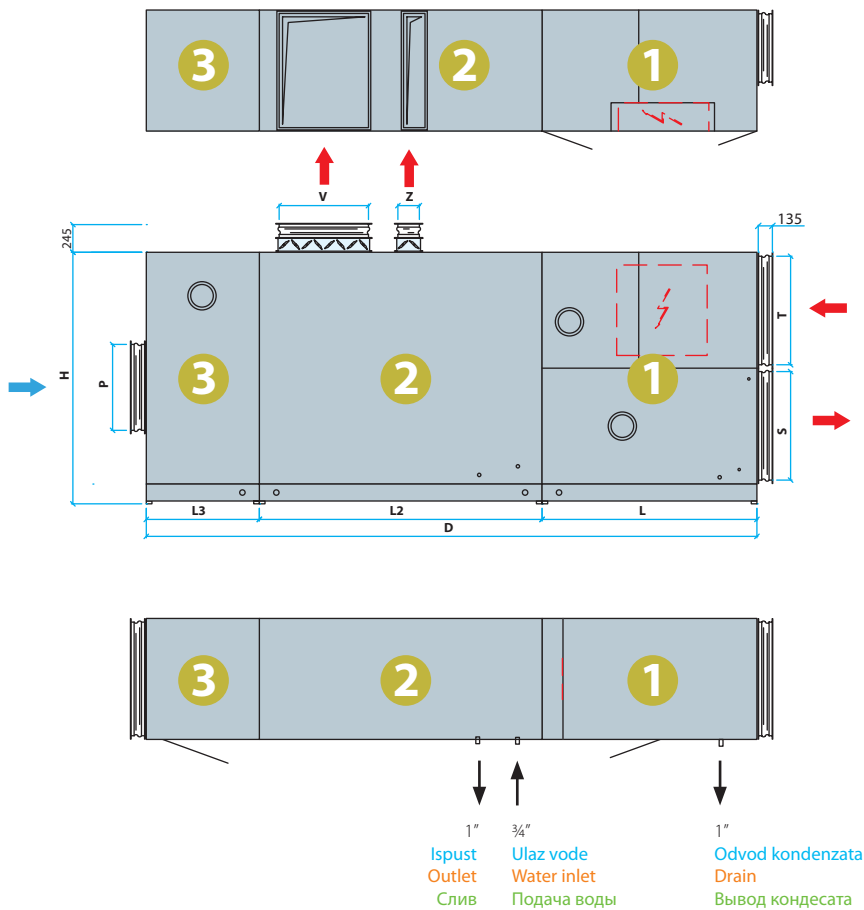 3
2
1
V
Z
135
245
T
H
P
3
2
1
S
L3
L2
L
D
3
2
1
1” ¾” 1”
Ispust Ulaz vode Odvod kondenzata
Outlet Water inlet Drain
Слив Подача воды Вывод кондесата